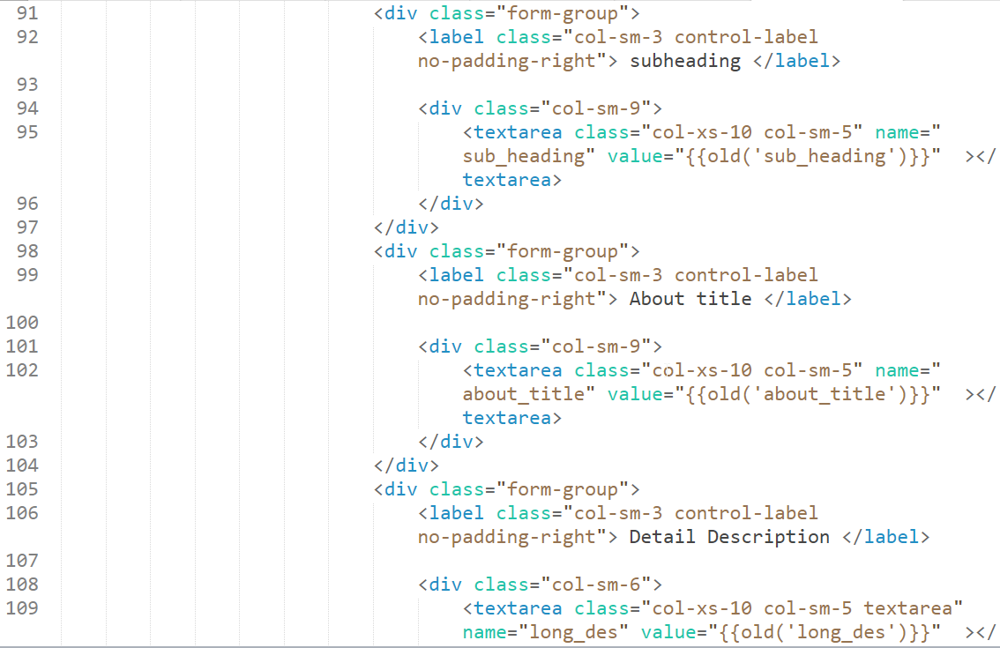 91 <div class="form-group">
92 <label class="col-sm-3 control-label
no-padding-right"> subheading </label>
93
94 <div class="col-sm-9">
95 <textarea class="col-xs-10 col-sm-5" name="
sub_heading" value="{{old('sub_heading')}}"  ></
textarea>
96 </div>
97 </div>
98 <div class="form-group">
99 <label class="col-sm-3 control-label
no-padding-right"> About title </label>
100
101 <div class="col-sm-9">
102 <textarea class="col-xs-10 col-sm-5" name="
about_title" value="{{old('about_title')}}"  ></
textarea>
103 </div>
104 </div>
105 <div class="form-group">
106 <label class="col-sm-3 control-label
no-padding-right"> Detail Description </label>
107
108 <div class="col-sm-6">
109 <textarea class="col-xs-10 col-sm-5 textarea"
name="long_des" value="{{old('long_des')}}"  ></